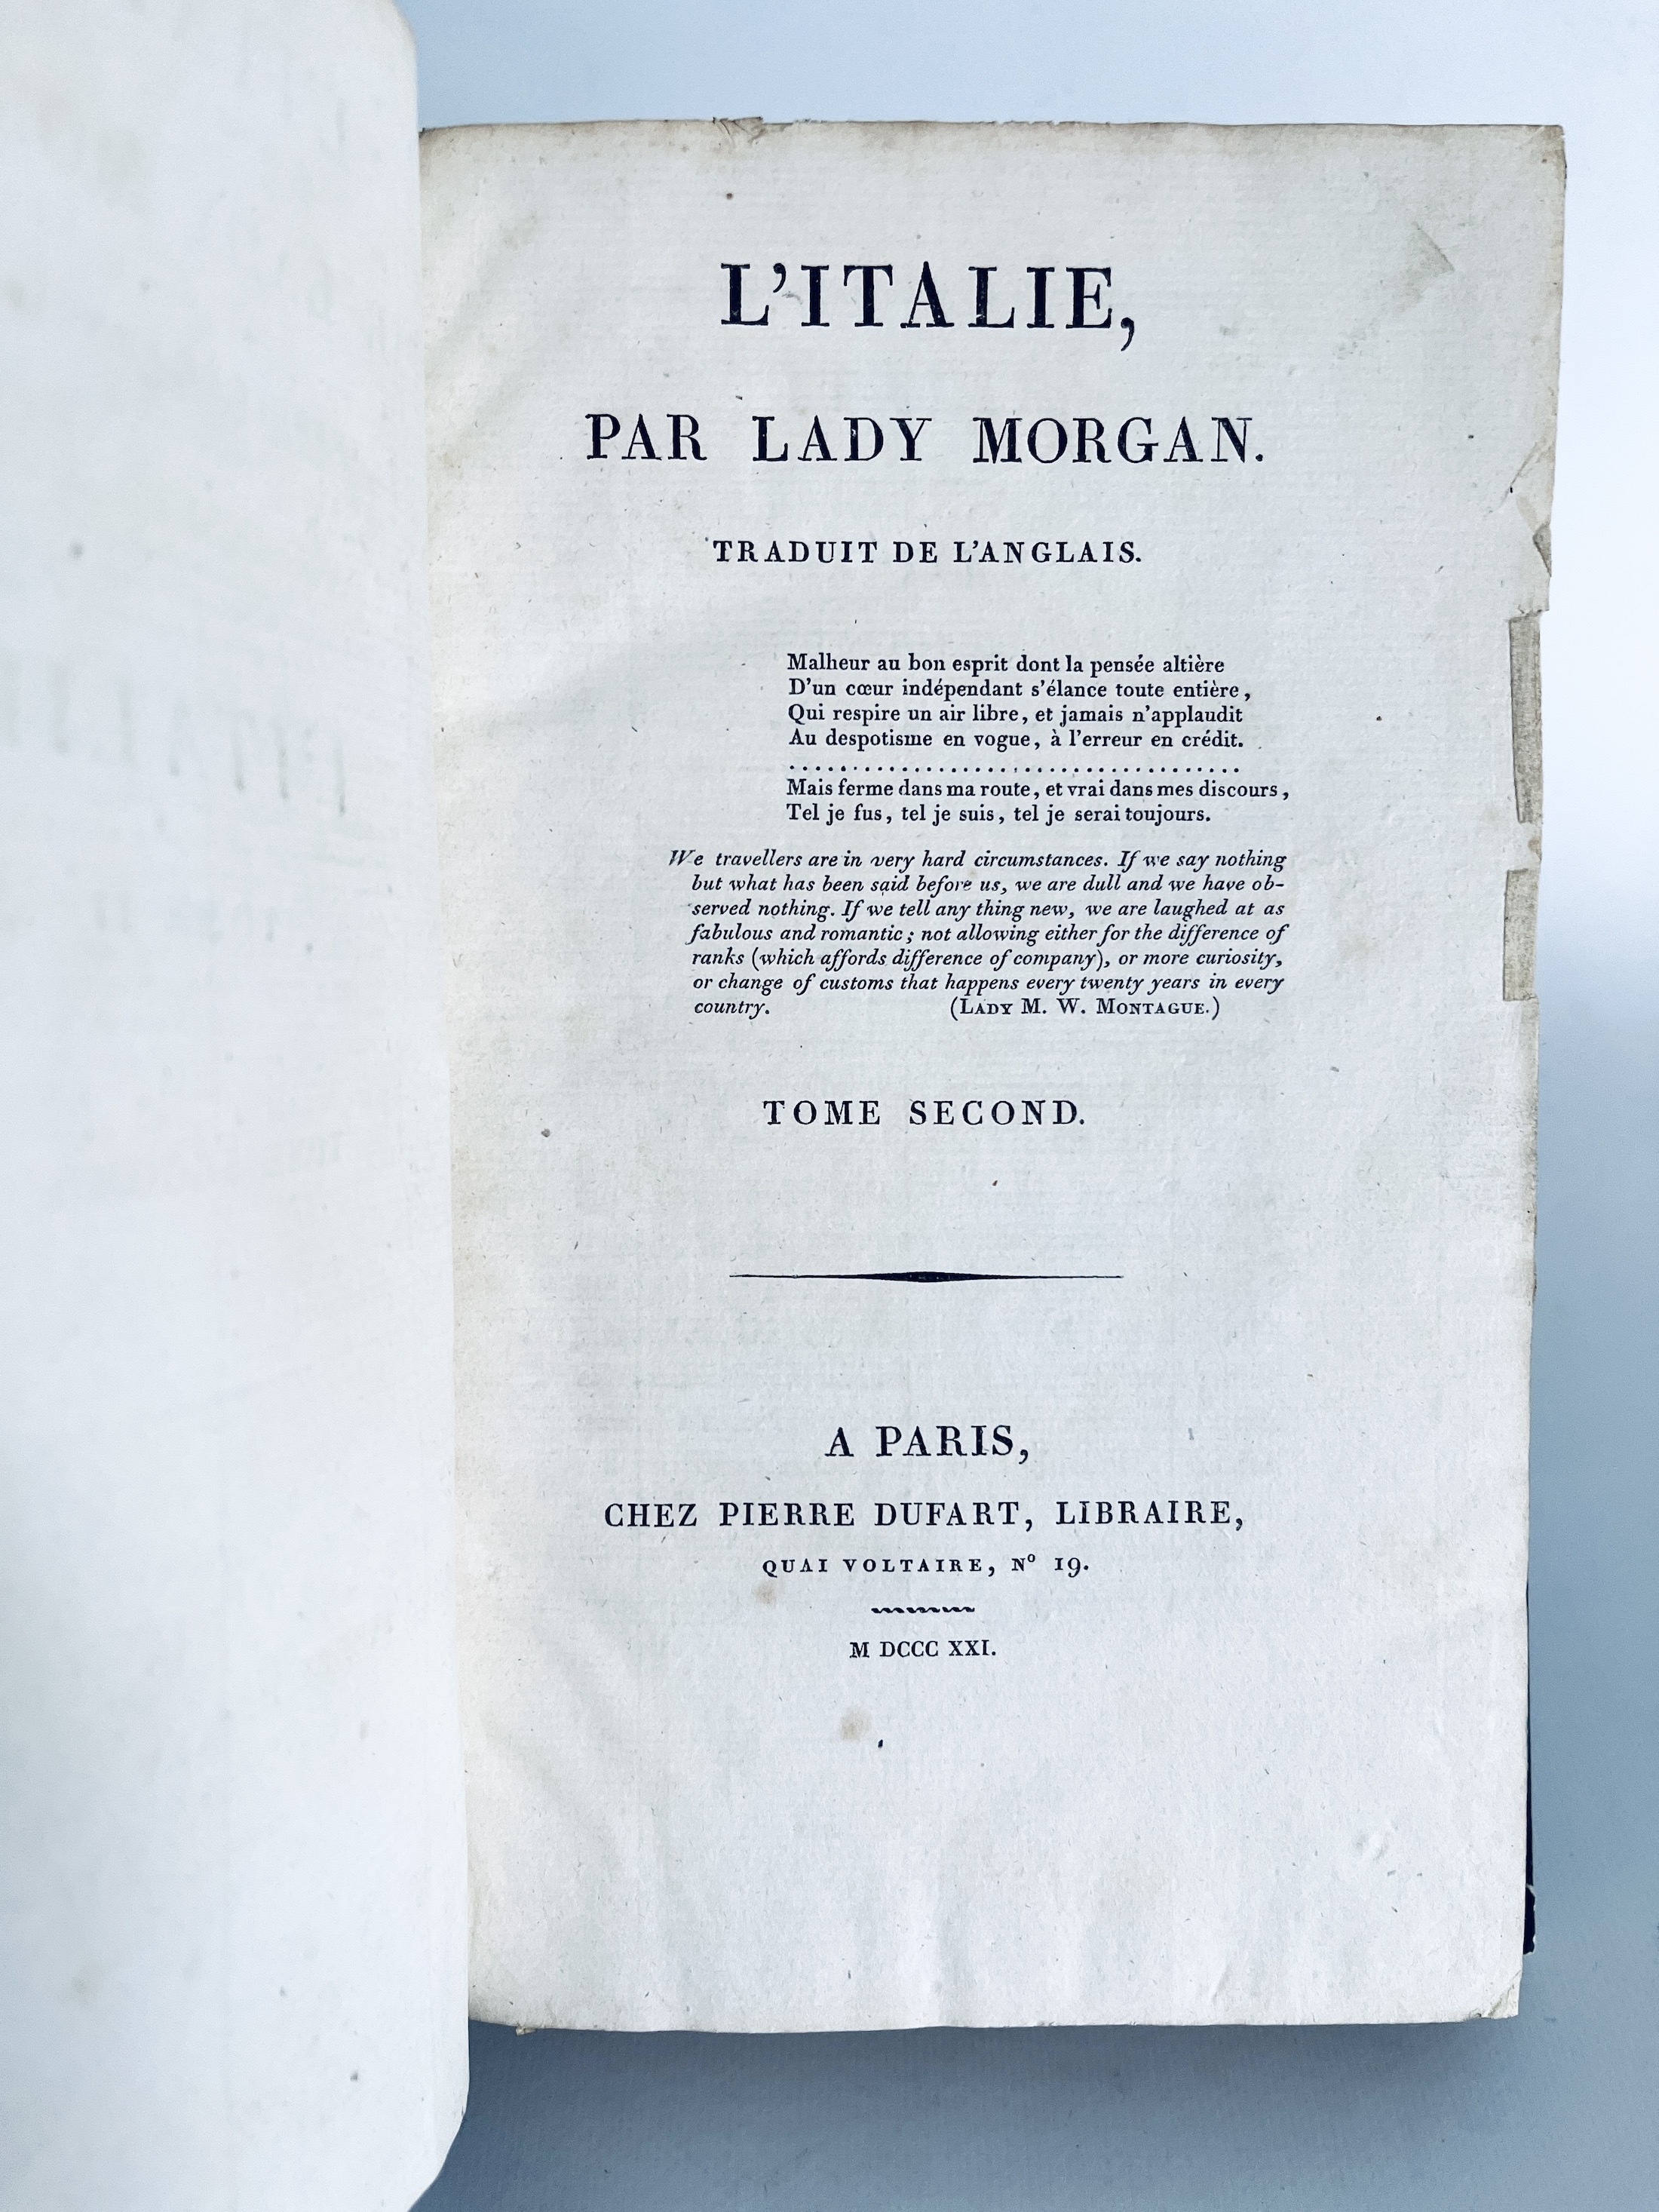 L'ITALIE,
PAR LADY MORGAN.
TRADUIT DE L'ANGLAIS.
Malheur au bon esprit dont la pensée altière
D'un cœur indépendant s'élance toute entière,
Qui respire un air libre, et jamais n'applaudit
Au despotisme en vogue, à l'erreur en crédit.
......................................
Mais ferme dans ma route, et vrai dans mes discours,
Tel je fus, tel je suis, tel je serai toujours.
We travellers are in very hard circumstances. If we say nothing
but what has been said before us, we are dull and we have ob-
served nothing. If we tell any thing new, we are laughed at as
fabulous and romantic; not allowing either for the difference of
ranks (which affords difference of company), or more curiosity,
or change of customs that happens every twenty years in every
country. (LADY M. W. MONTAGUE.)
TOME SECOND.
A PARIS,
CHEZ PIERRE DUFART, LIBRAIRE,
QUAI VOLTAIRE, Nº 19.
M DCCC XXI.